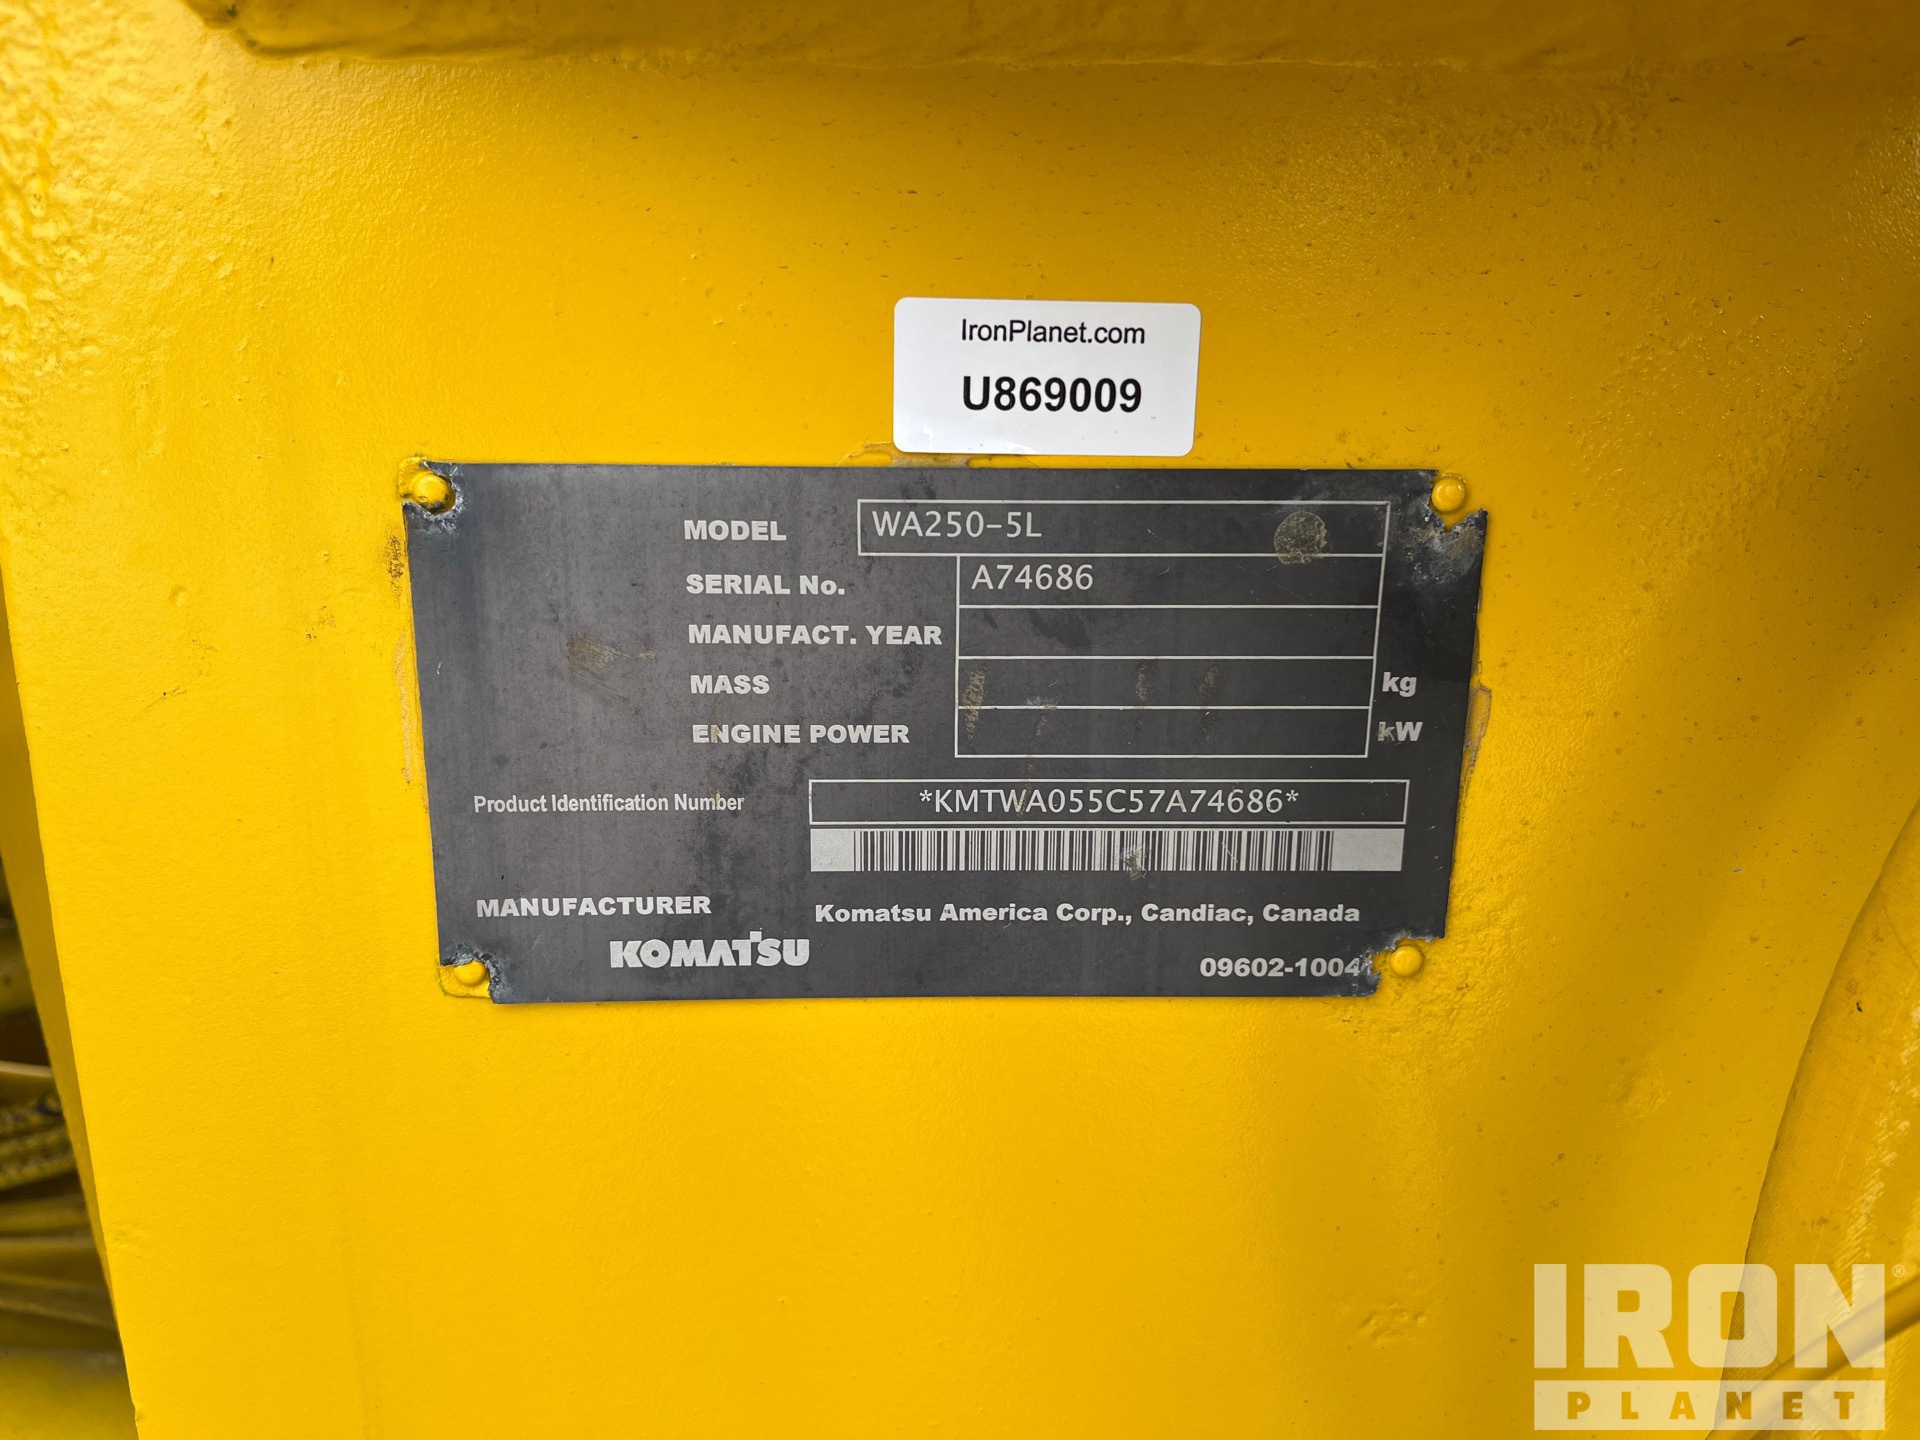 IronPlanet.com
U869009
MODEL WA250-5L
SERIAL No. A74686
MANUFACT. YEAR
MASS kg
ENGINE POWER kW
Product Identification Number *KMTWA055C57A74686*
MANUFACTURER Komatsu America Corp., Candiac, Canada
KOMATSU
09602-1004
IRON®
PLANET